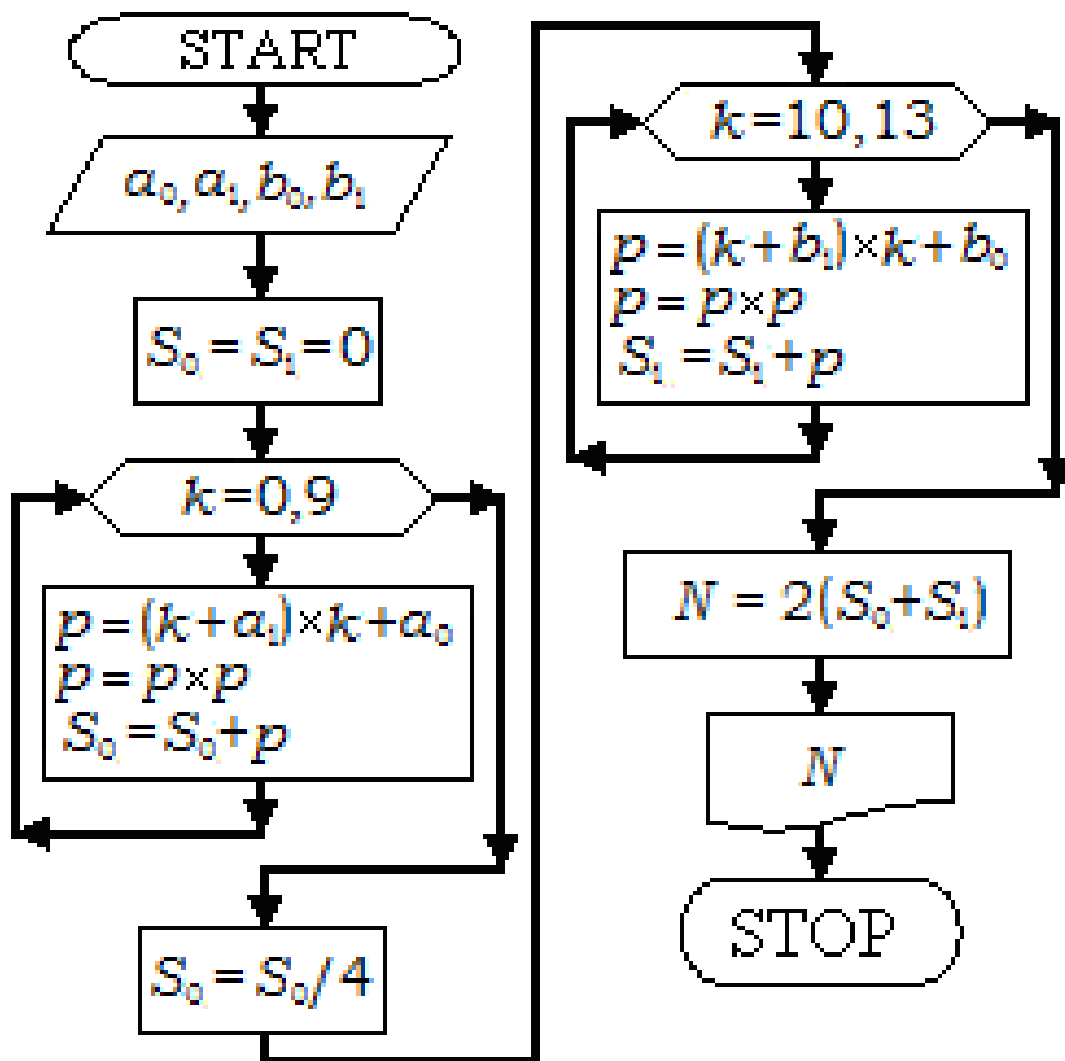 START
a₀, a₁, b₀, b₁
S₀ = S₁ = 0
k=0,9
p = (k+a₁)×k+a₀
p = p×p
S₀ = S₀+p
S₀ = S₀/4
k=10,13
p = (k+b₁)×k+b₀
p = p×p
S₁ = S₁+p
N = 2(S₀+S₁)
N
STOP